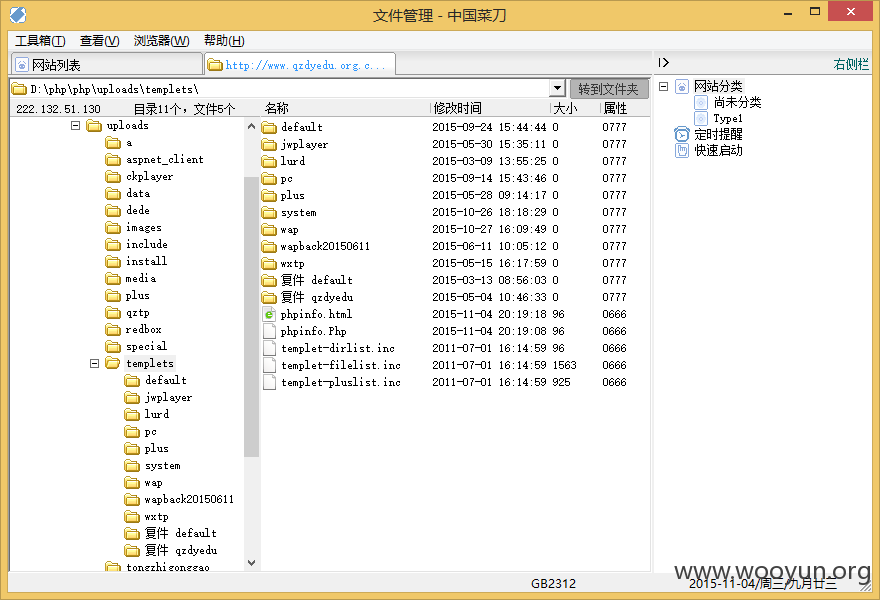 文件管理 - 中国菜刀
工具箱(T) 查看(V) 浏览器(W) 帮助(H)
网站列表 http://www.qzdyedu.org.c... 右侧栏
D:\php\php\uploads\templets\ 转到文件夹
222.132.51.130 目录11个，文件5个
uploads
a
aspnet_client
ckplayer
data
dede
images
include
install
media
plus
qztp
redbox
special
templets
default
jwplayer
lurd
pc
plus
system
wap
wapback20150611
wxtp
复件 default
复件 qzdyedu
tongzhigonggao
名称 修改时间 大小 属性
default 2015-09-24 15:44:44 0 0777
jwplayer 2015-05-30 15:35:11 0 0777
lurd 2015-03-09 13:55:25 0 0777
pc 2015-09-14 15:43:46 0 0777
plus 2015-05-28 09:14:17 0 0777
system 2015-10-26 18:18:29 0 0777
wap 2015-10-27 16:09:49 0 0777
wapback20150611 2015-06-11 10:05:12 0 0777
wxtp 2015-05-15 16:17:59 0 0777
复件 default 2015-03-13 08:56:03 0 0777
复件 qzdyedu 2015-05-04 10:46:33 0 0777
phpinfo.html 2015-11-04 20:19:18 96 0666
phpinfo.Php 2015-11-04 20:19:08 96 0666
templet-dirlist.inc 2011-07-01 16:14:59 96 0666
templet-filelist.inc 2011-07-01 16:14:59 1563 0666
templet-pluslist.inc 2011-07-01 16:14:59 925 0666
网站分类
尚未分类
Type1
定时提醒
快速启动
GB2312
2015-11-04/周三/九月廿三
www.wooyun.org